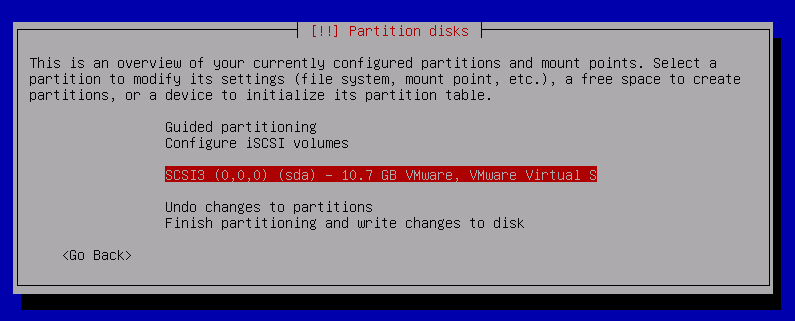 [!!] Partition disks
This is an overview of your currently configured partitions and mount points. Select a
partition to modify its settings (file system, mount point, etc.), a free space to create
partitions, or a device to initialize its partition table.
Guided partitioning
Configure iSCSI volumes
SCSI3 (0,0,0) (sda) - 10.7 GB VMware, VMware Virtual S
Undo changes to partitions
Finish partitioning and write changes to disk
<Go Back>